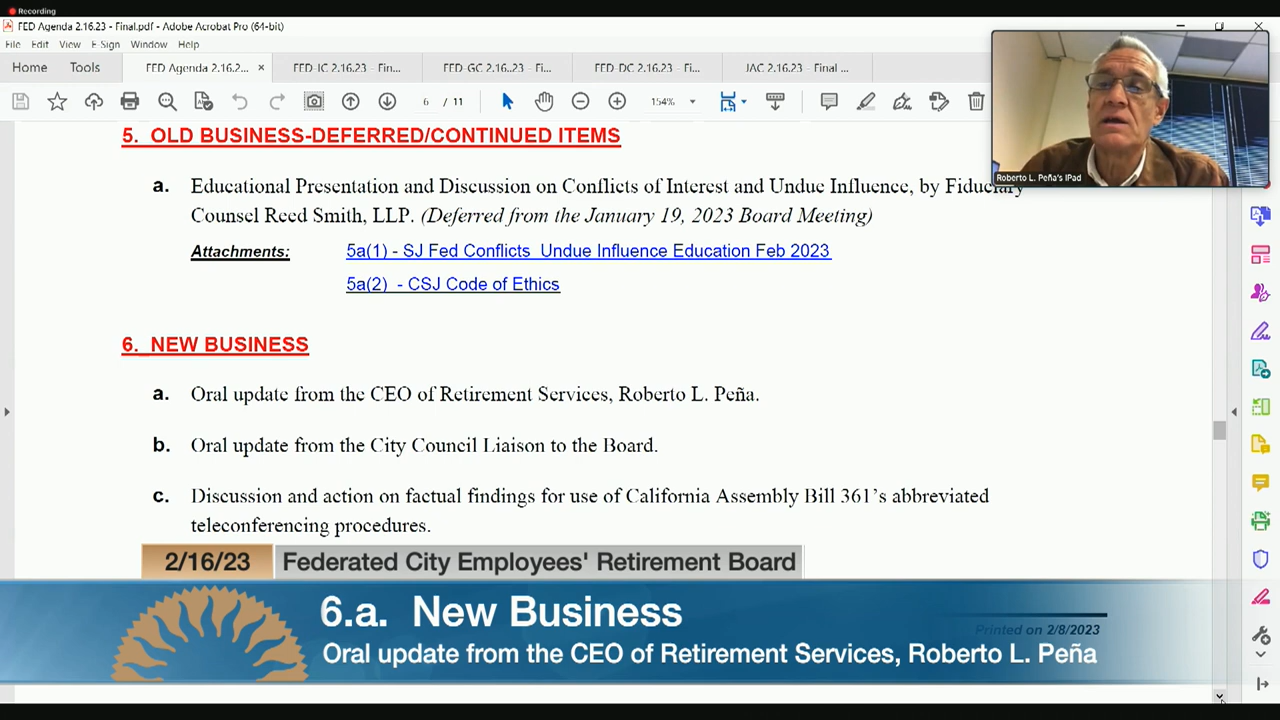 Recording
FED Agenda 2.16.23 - Final.pdf - Adobe Acrobat Pro (64-bit)
File Edit View E-Sign Window Help
Home Tools FED Agenda 2.16.2... × FED-IC 2.16.23 - Fin... FED-GC 2.16..23 - Fi... FED-DC 2.16.23 - Fi... JAC 2.16.23 - Final ...
6 / 11 154%
Roberto L. Peña's iPad
5. OLD BUSINESS-DEFERRED/CONTINUED ITEMS
a. Educational Presentation and Discussion on Conflicts of Interest and Undue Influence, by Fiduciary
Counsel Reed Smith, LLP. (Deferred from the January 19, 2023 Board Meeting)
Attachments: 5a(1) - SJ Fed Conflicts Undue Influence Education Feb 2023
5a(2) - CSJ Code of Ethics
6. NEW BUSINESS
a. Oral update from the CEO of Retirement Services, Roberto L. Peña.
b. Oral update from the City Council Liaison to the Board.
c. Discussion and action on factual findings for use of California Assembly Bill 361's abbreviated
teleconferencing procedures.
2/16/23 Federated City Employees' Retirement Board
6.a. New Business
Printed on 2/8/2023
Oral update from the CEO of Retirement Services, Roberto L. Peña